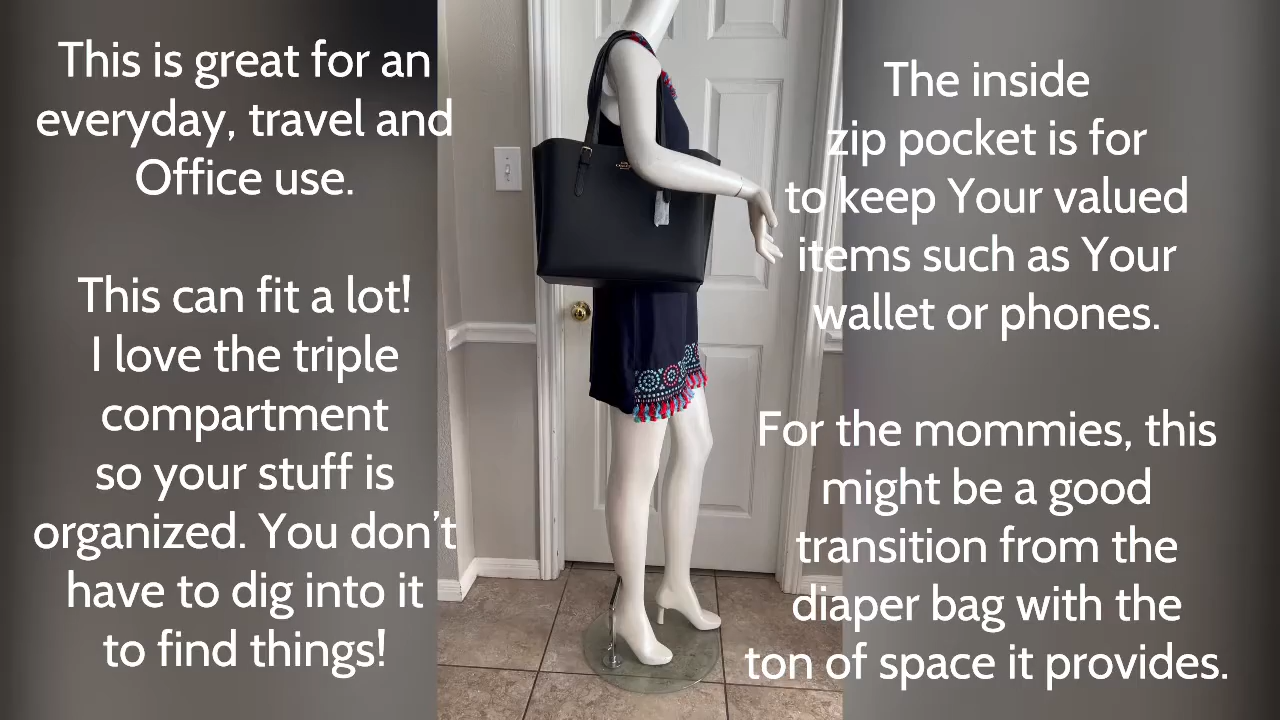 This is great for an
everyday, travel and
Office use.
This can fit a lot!
I love the triple
compartment
so your stuff is
organized. You don't
have to dig into it
to find things!
The inside
zip pocket is for
to keep Your valued
items such as Your
wallet or phones.
For the mommies, this
might be a good
transition from the
diaper bag with the
ton of space it provides.